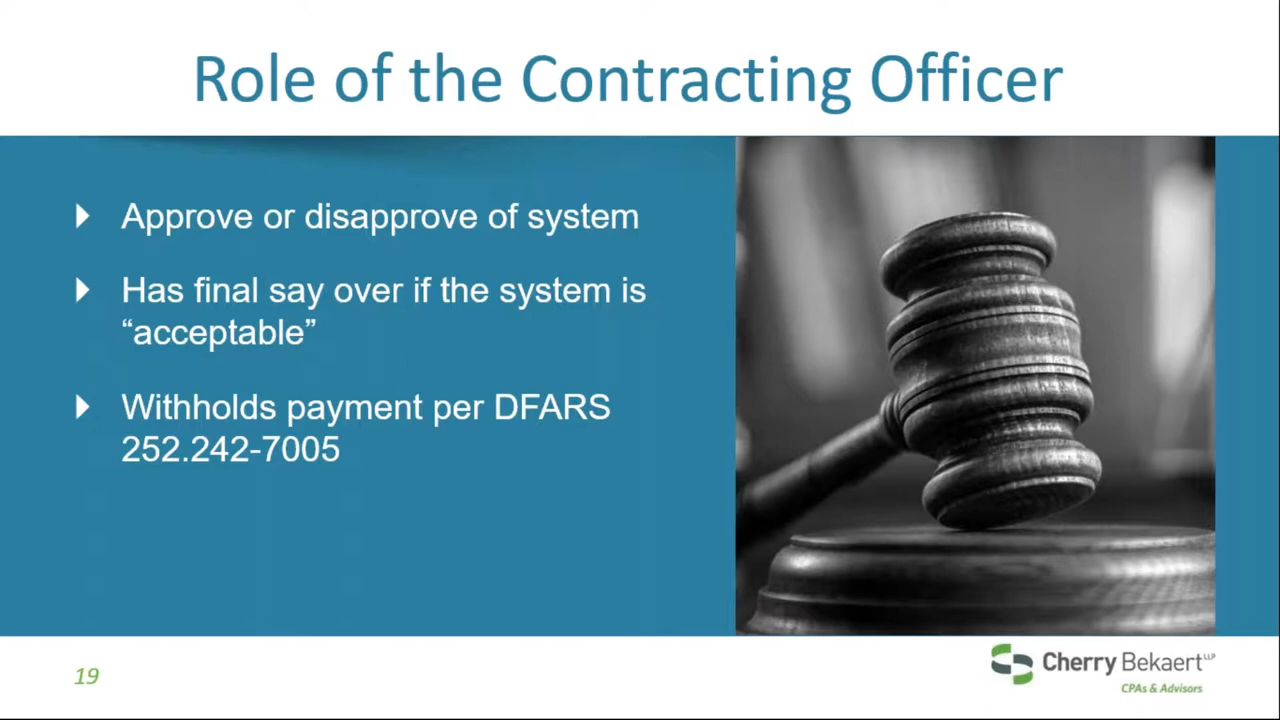 Role of the Contracting Officer
Approve or disapprove of system
Has final say over if the system is
“acceptable”
Withholds payment per DFARS
252.242-7005
19
Cherry Bekaert LLP
CPAs & Advisors